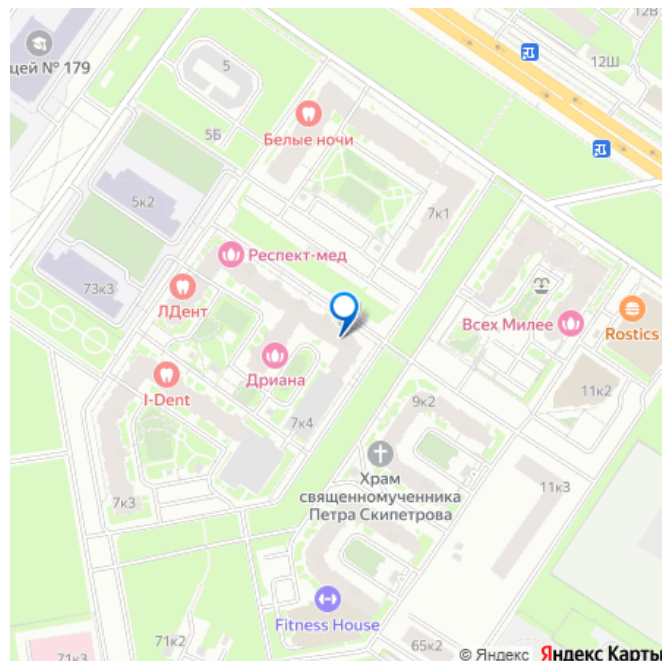 12В
12Ш
цей № 179
5
5Б
Белые ночи
5к2
7к1
Респект-мед
73к3
ЛДент
Всех Милее
Rostics
Дриана
I-Dent
11к2
9к2
7к4
Храм
священномученника
Петра Скипетрова
11к3
7к3
Fitness House
71к2
65к2
71к3
© Яндекс Яндекс Карты